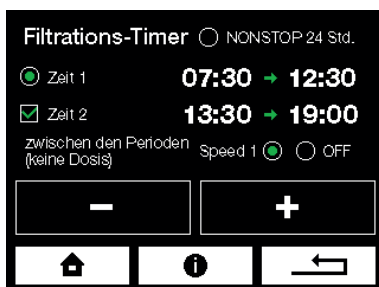 Filtrations-Timer NONSTOP 24 Std.
Zeit 1 07:30 → 12:30
Zeit 2 13:30 → 19:00
zwischen den Perioden
(keine Dosis) Speed 1 OFF
− +